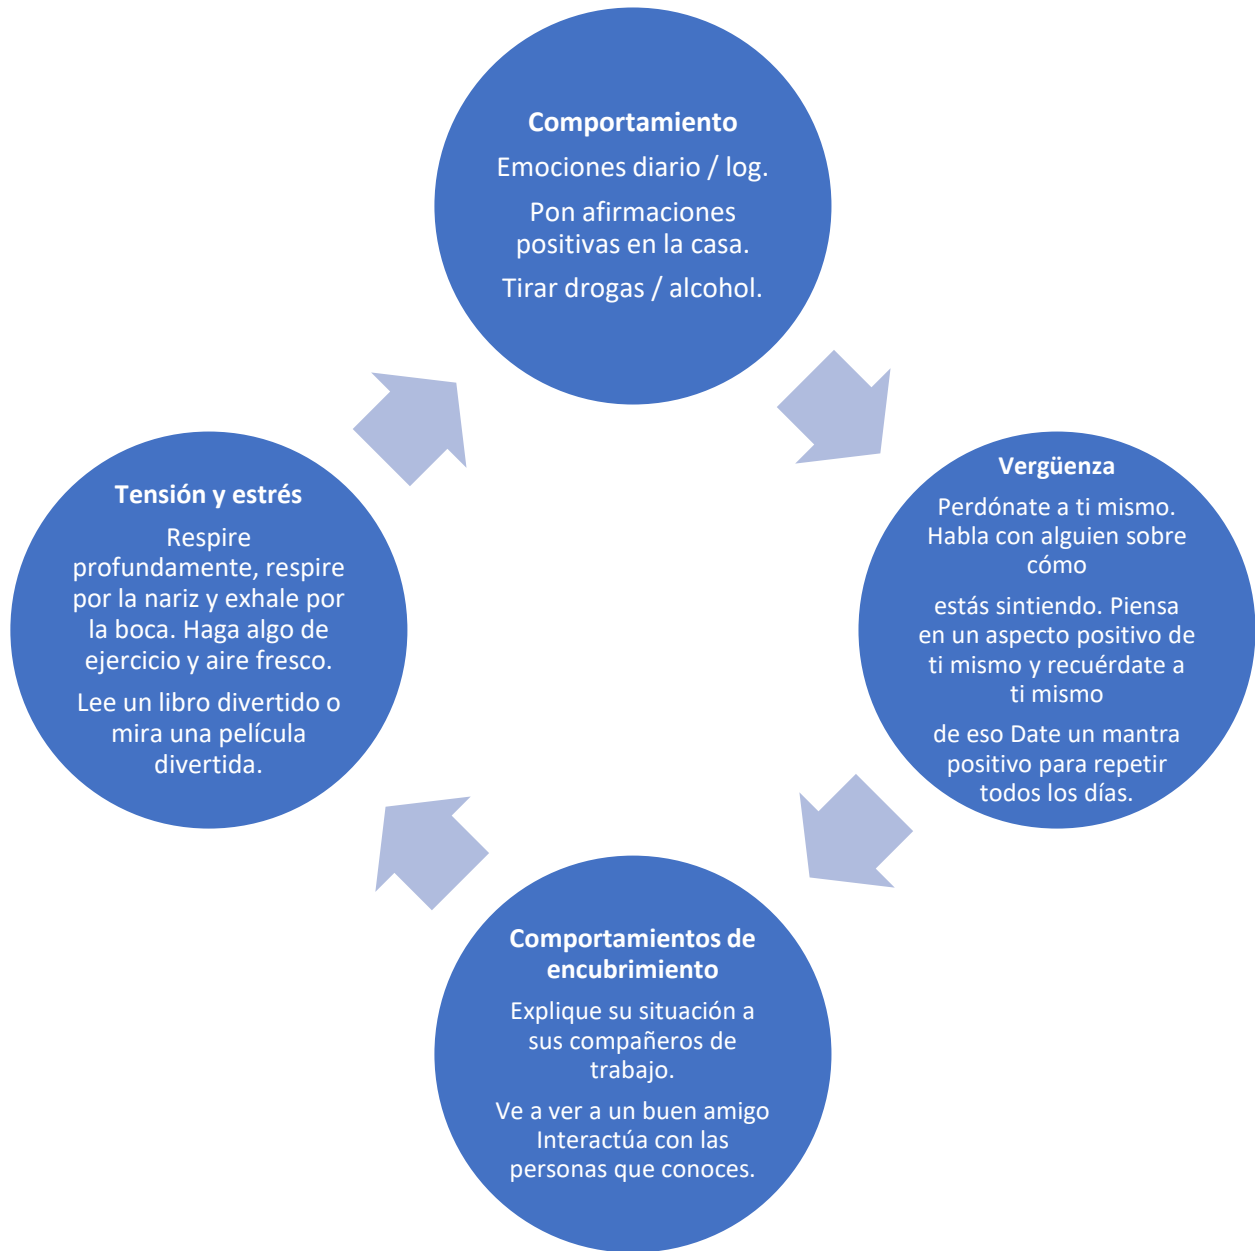 Comportamiento
Emociones diario / log.
Pon afirmaciones
positivas en la casa.
Tirar drogas / alcohol.
Vergüenza
Perdónate a ti mismo.
Habla con alguien sobre
cómo
estás sintiendo. Piensa
en un aspecto positivo de
ti mismo y recuérdate a
ti mismo
de eso Date un mantra
positivo para repetir
todos los días.
Comportamientos de
encubrimiento
Explique su situación a
sus compañeros de
trabajo.
Ve a ver a un buen amigo
Interactúa con las
personas que conoces.
Tensión y estrés
Respire
profundamente, respire
por la nariz y exhale por
la boca. Haga algo de
ejercicio y aire fresco.
Lee un libro divertido o
mira una película
divertida.